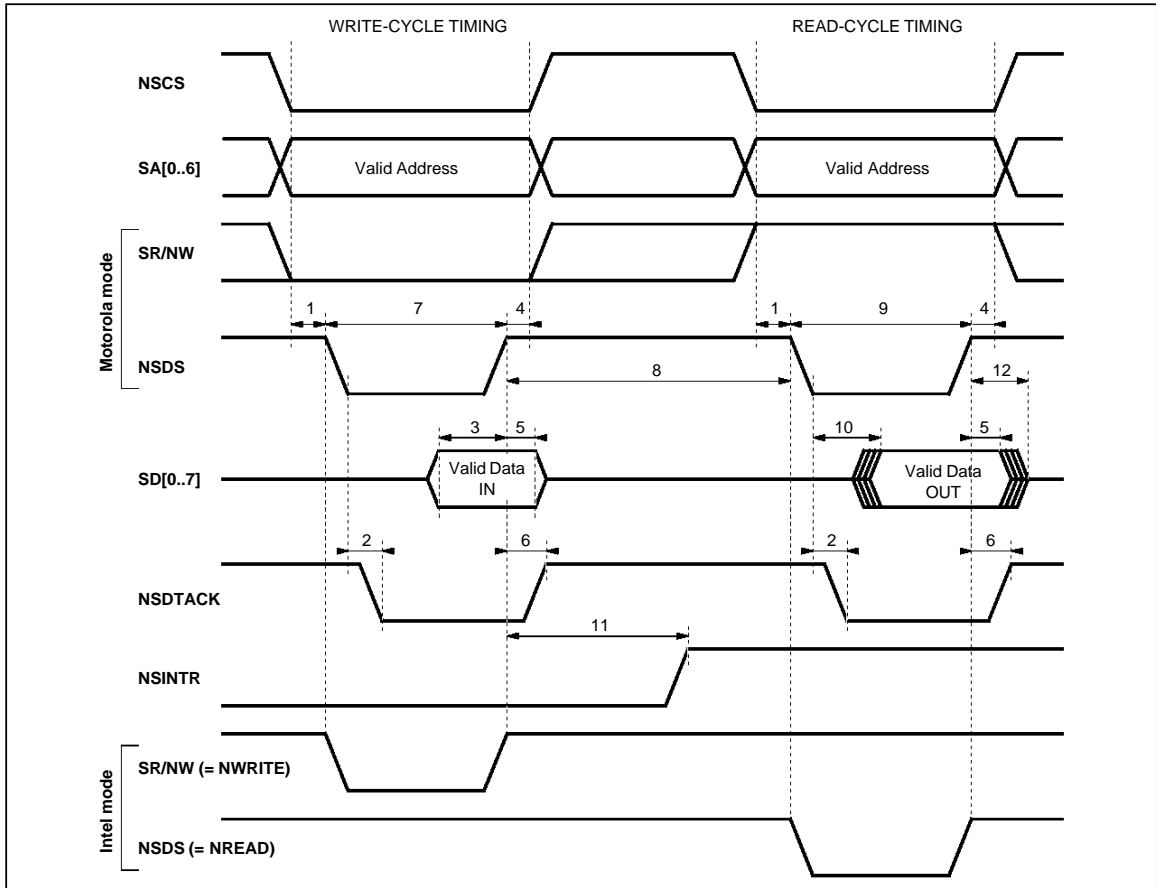 WRITE-CYCLE TIMING
READ-CYCLE TIMING
NSCS
SA[0..6]
Valid Address
Valid Address
Motorola mode
SR/NW
1
7
4
1
9
4
NSDS
8
12
3
5
10
5
SD[0..7]
Valid Data
IN
Valid Data
OUT
2
6
2
6
NSDTACK
11
NSINTR
Intel mode
SR/NW (= NWRITE)
NSDS (= NREAD)